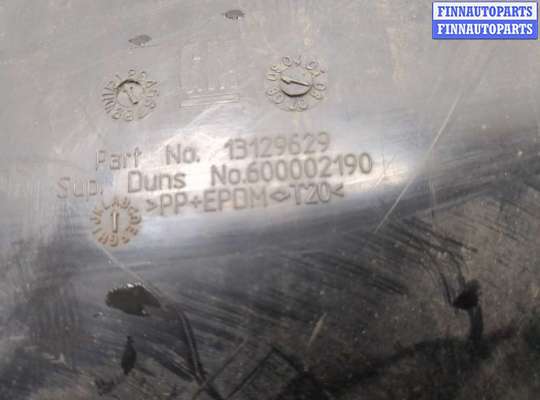 FINNAUTOPARTS
FINNAUTOPARTS
Part No. 13129629
Sup. Duns No.600002190
>PP+EPDM<-T20<